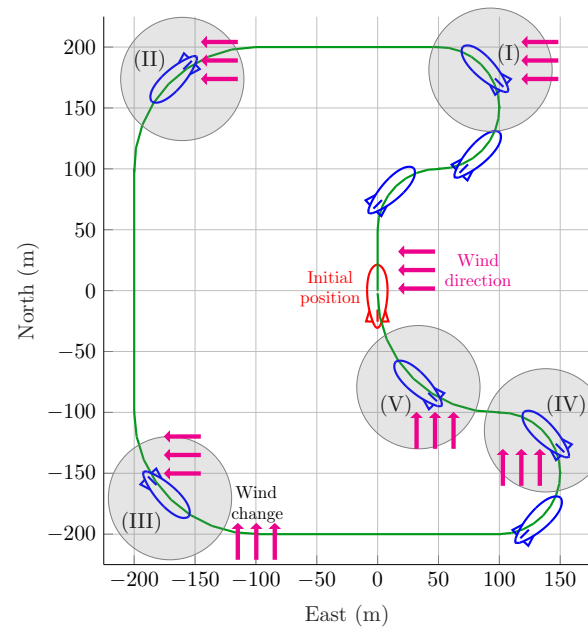 (I)
(II)
Wind
direction
Initial
position
(V)
(IV)
(III)
Wind
change
200
150
100
50
0
−50
−100
−150
−200
North (m)
−200 −150 −100 −50 0 50 100 150
East (m)